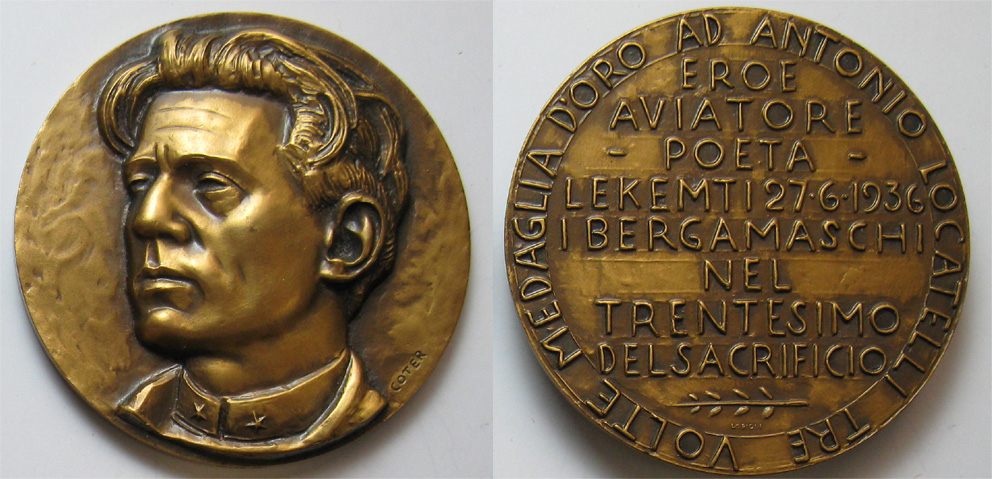 COTER
AD ANTONIO LOCATELLI TRE VOLTE MEDAGLIA D'ORO
EROE
AVIATORE
- POETA -
LEKEMTI 27·6·1936
I BERGAMASCHI
NEL
TRENTESIMO
DEL SACRIFICIO